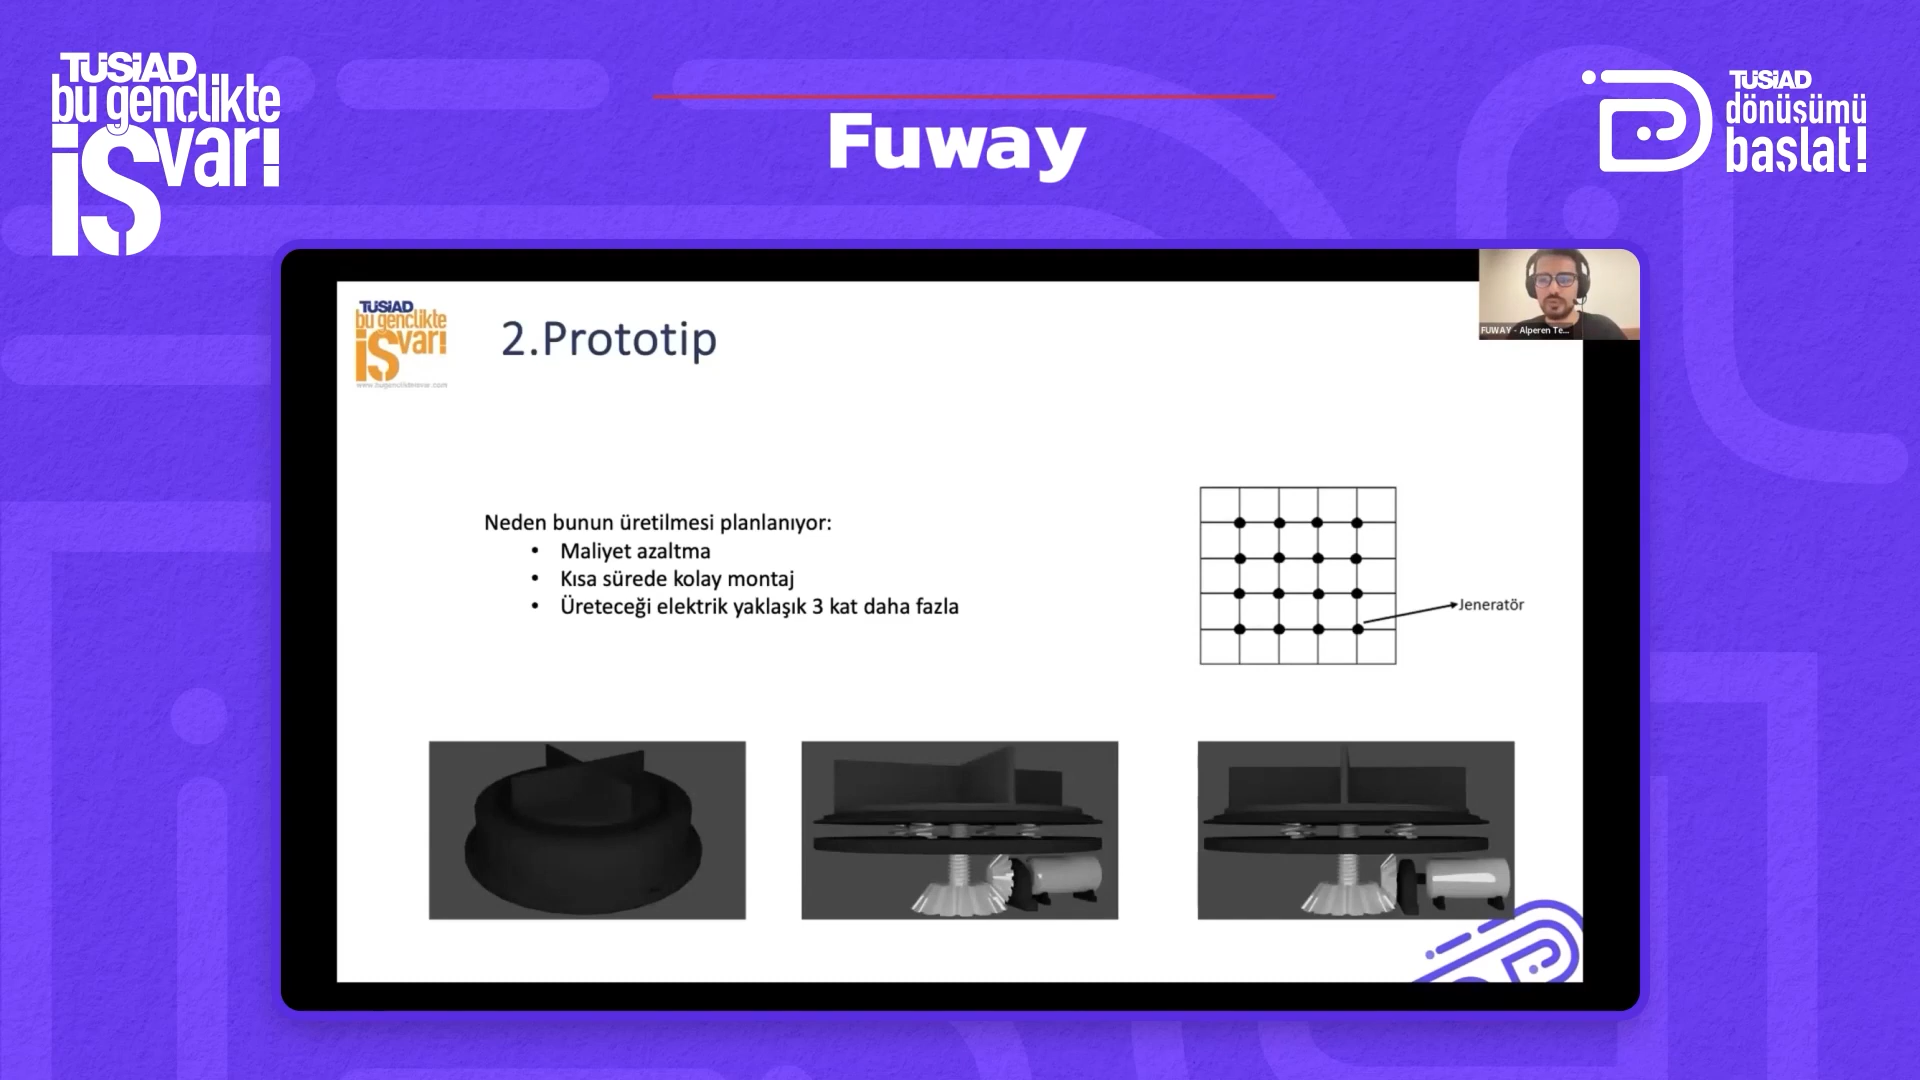 TÜSİAD
bu gençlikte
iş var!
Fuway
TÜSİAD
dönüşümü
başlat!
TÜSİAD
bu gençlikte
iş var!
2.Prototip
FUWAY - Alperen Te...
Neden bunun üretilmesi planlanıyor:
• Maliyet azaltma
• Kısa sürede kolay montaj
• Üreteceği elektrik yaklaşık 3 kat daha fazla
Jeneratör